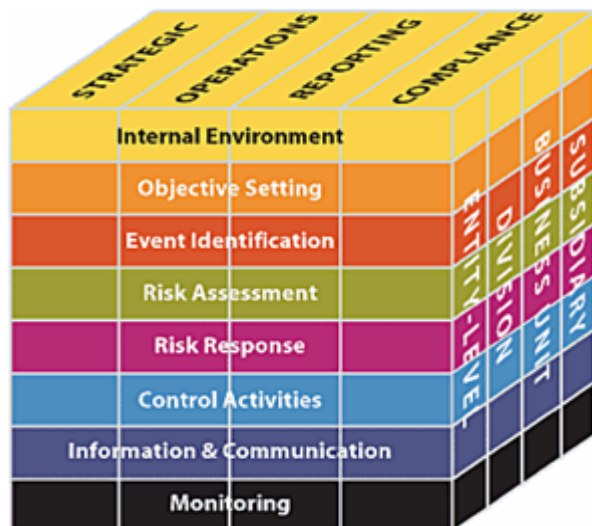 STRATEGIC
OPERATIONS
REPORTING
COMPLIANCE
Internal Environment
Objective Setting
Event Identification
Risk Assessment
Risk Response
Control Activities
Information & Communication
Monitoring
ENTITY-LEVEL
DIVISION
BUSINESS UNIT
SUBSIDIARY